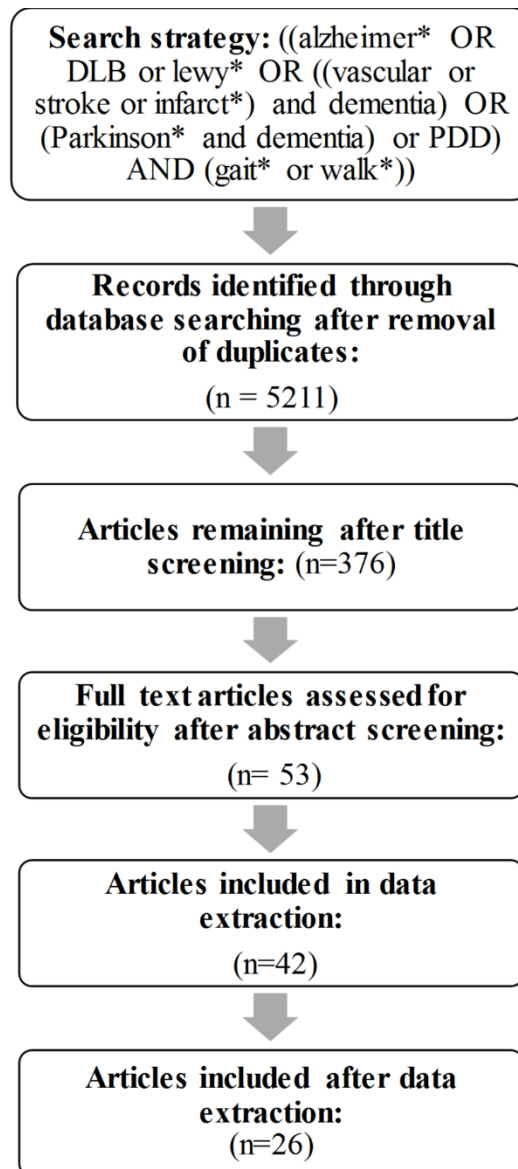 Search strategy: ((alzheimer* OR
DLB or lewy* OR ((vascular or
stroke or infarct*) and dementia) OR
(Parkinson* and dementia) or PDD)
AND (gait* or walk*))
Records identified through
database searching after removal
of duplicates:
(n = 5211)
Articles remaining after title
screening: (n=376)
Full text articles assessed for
eligibility after abstract screening:
(n= 53)
Articles included in data
extraction:
(n=42)
Articles included after data
extraction:
(n=26)